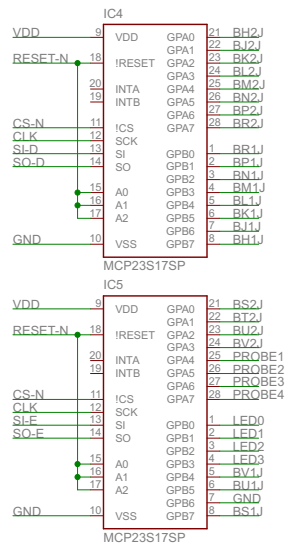 IC4
VDD 9 VDD GPA0 21 BH2J
GPA1 22 BJ2J
RESET-N 18 !RESET GPA2 23 BK2J
GPA3 24 BL2J
20 INTA GPA4 25 BM2J
19 INTB GPA5 26 BN2J
GPA6 27 BP2J
CS-N 11 !CS GPA7 28 BR2J
CLK 12 SCK
SI-D 13 SI GPB0 1 BR1J
SO-D 14 SO GPB1 2 BP1J
GPB2 3 BN1J
15 A0 GPB3 4 BM1J
16 A1 GPB4 5 BL1J
17 A2 GPB5 6 BK1J
GPB6 7 BJ1J
GND 10 VSS GPB7 8 BH1J
MCP23S17SP
IC5
VDD 9 VDD GPA0 21 BS2J
GPA1 22 BT2J
RESET-N 18 !RESET GPA2 23 BU2J
GPA3 24 BV2J
20 INTA GPA4 25 PROBE1
19 INTB GPA5 26 PROBE2
GPA6 27 PROBE3
CS-N 11 !CS GPA7 28 PROBE4
CLK 12 SCK
SI-E 13 SI GPB0 1 LED0
SO-E 14 SO GPB1 2 LED1
GPB2 3 LED2
15 A0 GPB3 4 LED3
16 A1 GPB4 5 BV1J
17 A2 GPB5 6 BU1J
GPB6 7 GND
GND 10 VSS GPB7 8 BS1J
MCP23S17SP